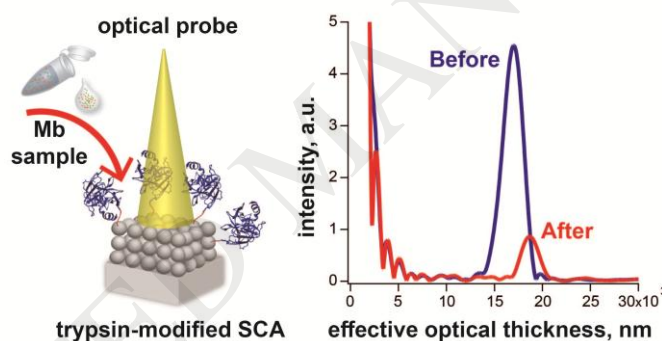 optical probe
Mb
sample
trypsin-modified SCA
intensity, a.u.
5
4
3
2
1
0
Before
After
0 5 10 15 20 25 30x10³
effective optical thickness, nm